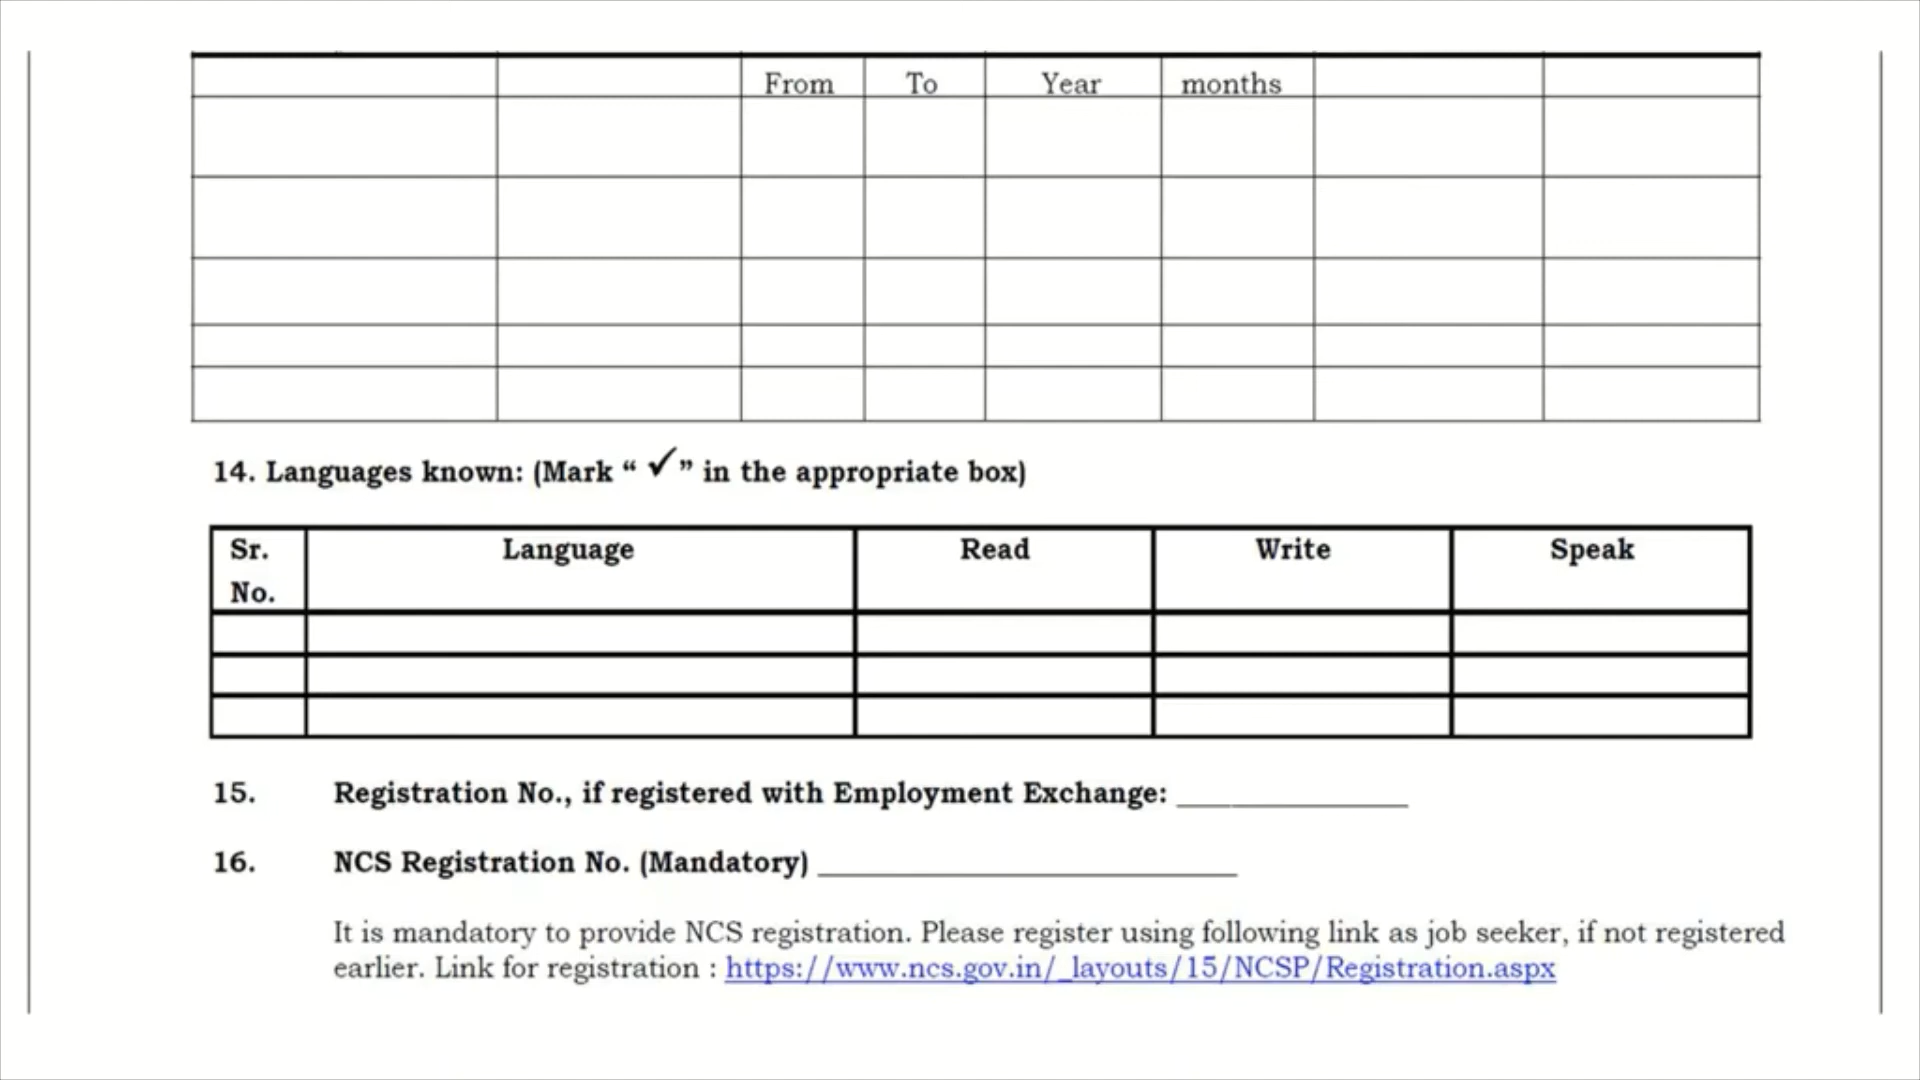 From To Year months
14. Languages known: (Mark “ ✓” in the appropriate box)
Sr. No. Language Read Write Speak
15. Registration No., if registered with Employment Exchange: ________________
16. NCS Registration No. (Mandatory) _____________________________
It is mandatory to provide NCS registration. Please register using following link as job seeker, if not registered
earlier. Link for registration : https://www.ncs.gov.in/_layouts/15/NCSP/Registration.aspx